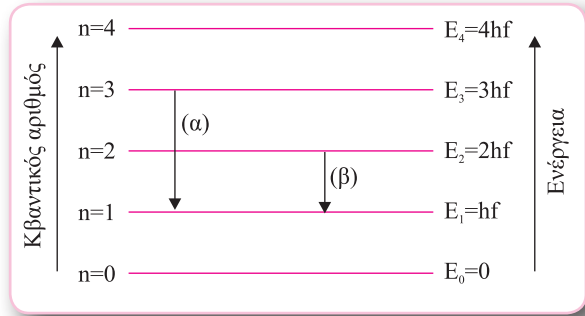 n=4 E₄=4hf
n=3 E₃=3hf
(α)
n=2 E₂=2hf
(β)
n=1 E₁=hf
n=0 E₀=0
Κβαντικός αριθμός
Ενέργεια